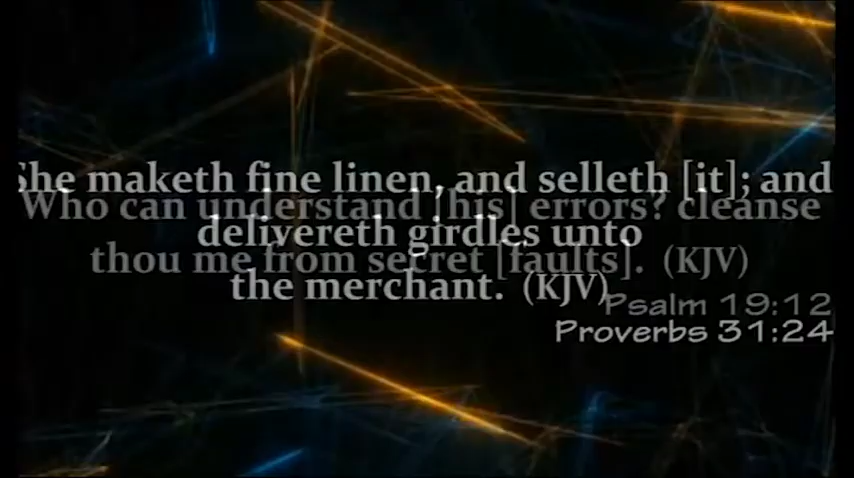 She maketh fine linen, and selleth [it]; and
Who can understand [his] errors? cleanse
delivereth girdles unto
thou me from secret [faults]. (KJV)
the merchant. (KJV)
Psalm 19:12
Proverbs 31:24